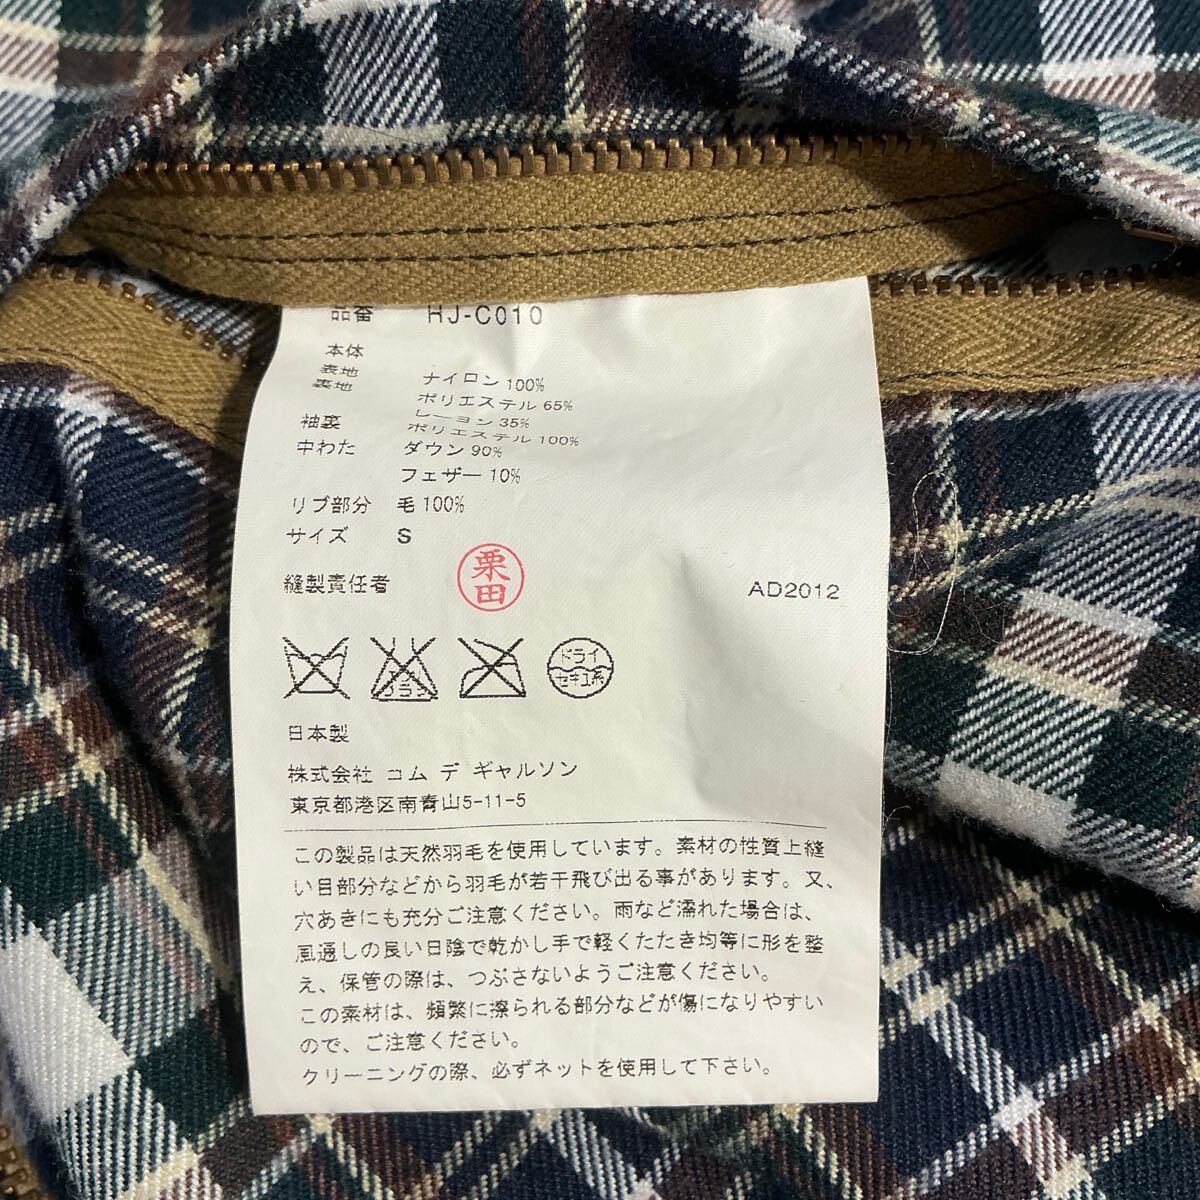 品番 HJ-C010
本体
表地 ナイロン 100%
裏地 ポリエステル 65%
レーヨン 35%
袖裏 ポリエステル 100%
中わた ダウン 90%
フェザー 10%
リブ部分 毛 100%
サイズ S
縫製責任者 栗田 AD2012
ドライ
セキユ系
日本製
株式会社 コム デ ギャルソン
東京都港区南青山5-11-5
この製品は天然羽毛を使用しています。素材の性質上縫
い目部分などから羽毛が若干飛び出る事があります。又、
穴あきにも充分ご注意ください。雨など濡れた場合は、
風通しの良い日陰で乾かし手で軽くたたき均等に形を整
え、保管の際は、つぶさないようご注意ください。
この素材は、頻繁に擦られる部分などが傷になりやすい
ので、ご注意ください。
クリーニングの際、必ずネットを使用して下さい。